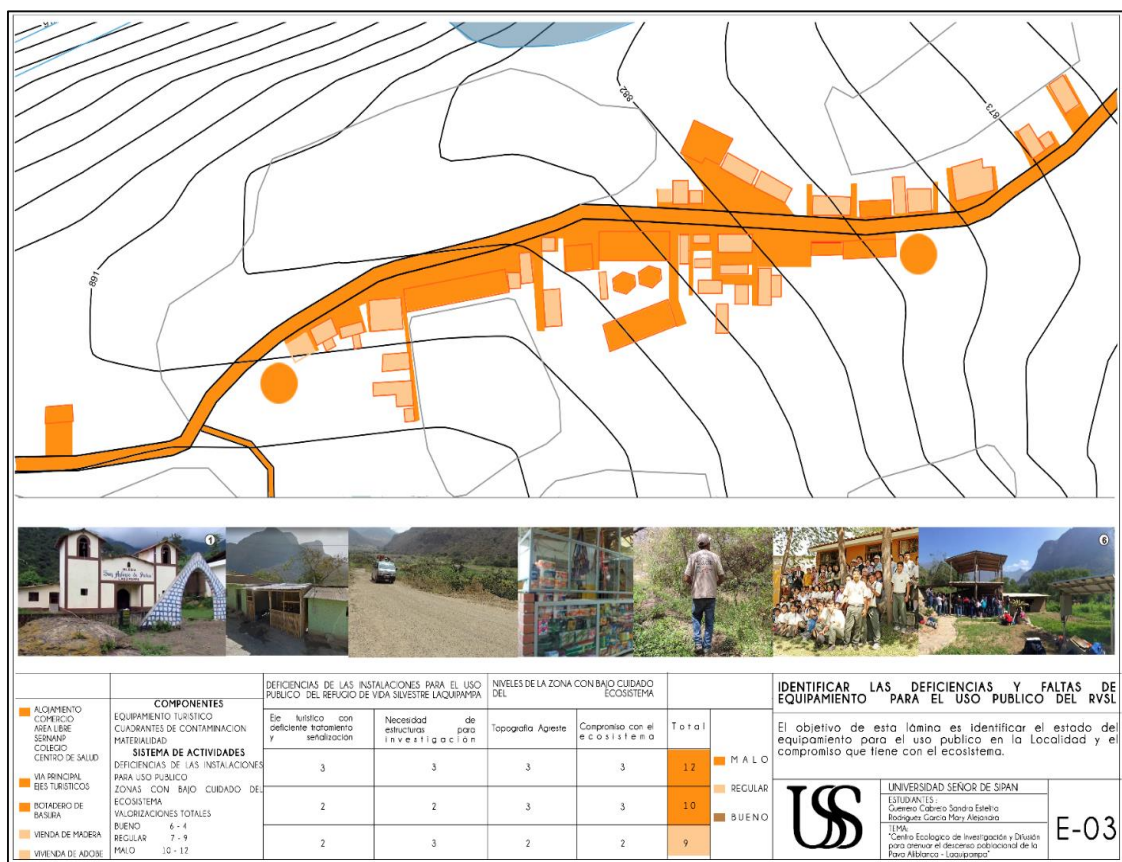 882
873
891
1
6
ALOJAMIENTO
COMERCIO
AREA LIBRE
SERNANP
COLEGIO
CENTRO DE SALUD
VIA PRINCIPAL
EJES TURISTICOS
BOTADERO DE
BASURA
VIENDA DE MADERA
VIVIENDA DE ADOBE
COMPONENTES
EQUIPAMIENTO TURISTICO
CUADRANTES DE CONTAMINACION
MATERIALIDAD
SISTEMA DE ACTIVIDADES
DEFICIENCIAS DE LAS INSTALACIONES
PARA USO PUBLICO
ZONAS CON BAJO CUIDADO DEL
ECOSISTEMA
VALORIZACIONES TOTALES
BUENO 6 - 4
REGULAR 7 - 9
MALO 10 - 12
DEFICIENCIAS DE LAS INSTALACIONES PARA EL USO
PUBLICO DEL REFUGIO DE VIDA SILVESTRE LAQUIPAMPA
NIVELES DE LA ZONA CON BAJO CUIDADO
DEL ECOSISTEMA
Eje turístico con
deficiente tratamiento
y señalización
Necesidad de
estructuras para
investigación
Topografía Agreste
Compromiso con el
ecosistema
Total
3 3 3 3 12
2 2 3 3 10
2 3 2 2 9
MALO
REGULAR
BUENO
IDENTIFICAR LAS DEFICIENCIAS Y FALTAS DE
EQUIPAMIENTO PARA EL USO PUBLICO DEL RVSL
El objetivo de esta lámina es identificar el estado del
equipamiento para el uso publico en la Localidad y el
compromiso que tiene con el ecosistema.
USS
UNIVERSIDAD SEÑOR DE SIPAN
ESTUDIANTES :
Guerrero Cabrejo Sandra Estelita
Rodriguez García Mary Alejandra
TEMA:
"Centro Ecologico de Investigación y Difusión
para atenuar el descenso poblacional de la
Pava Aliblanca - Laquipampa"
E-03